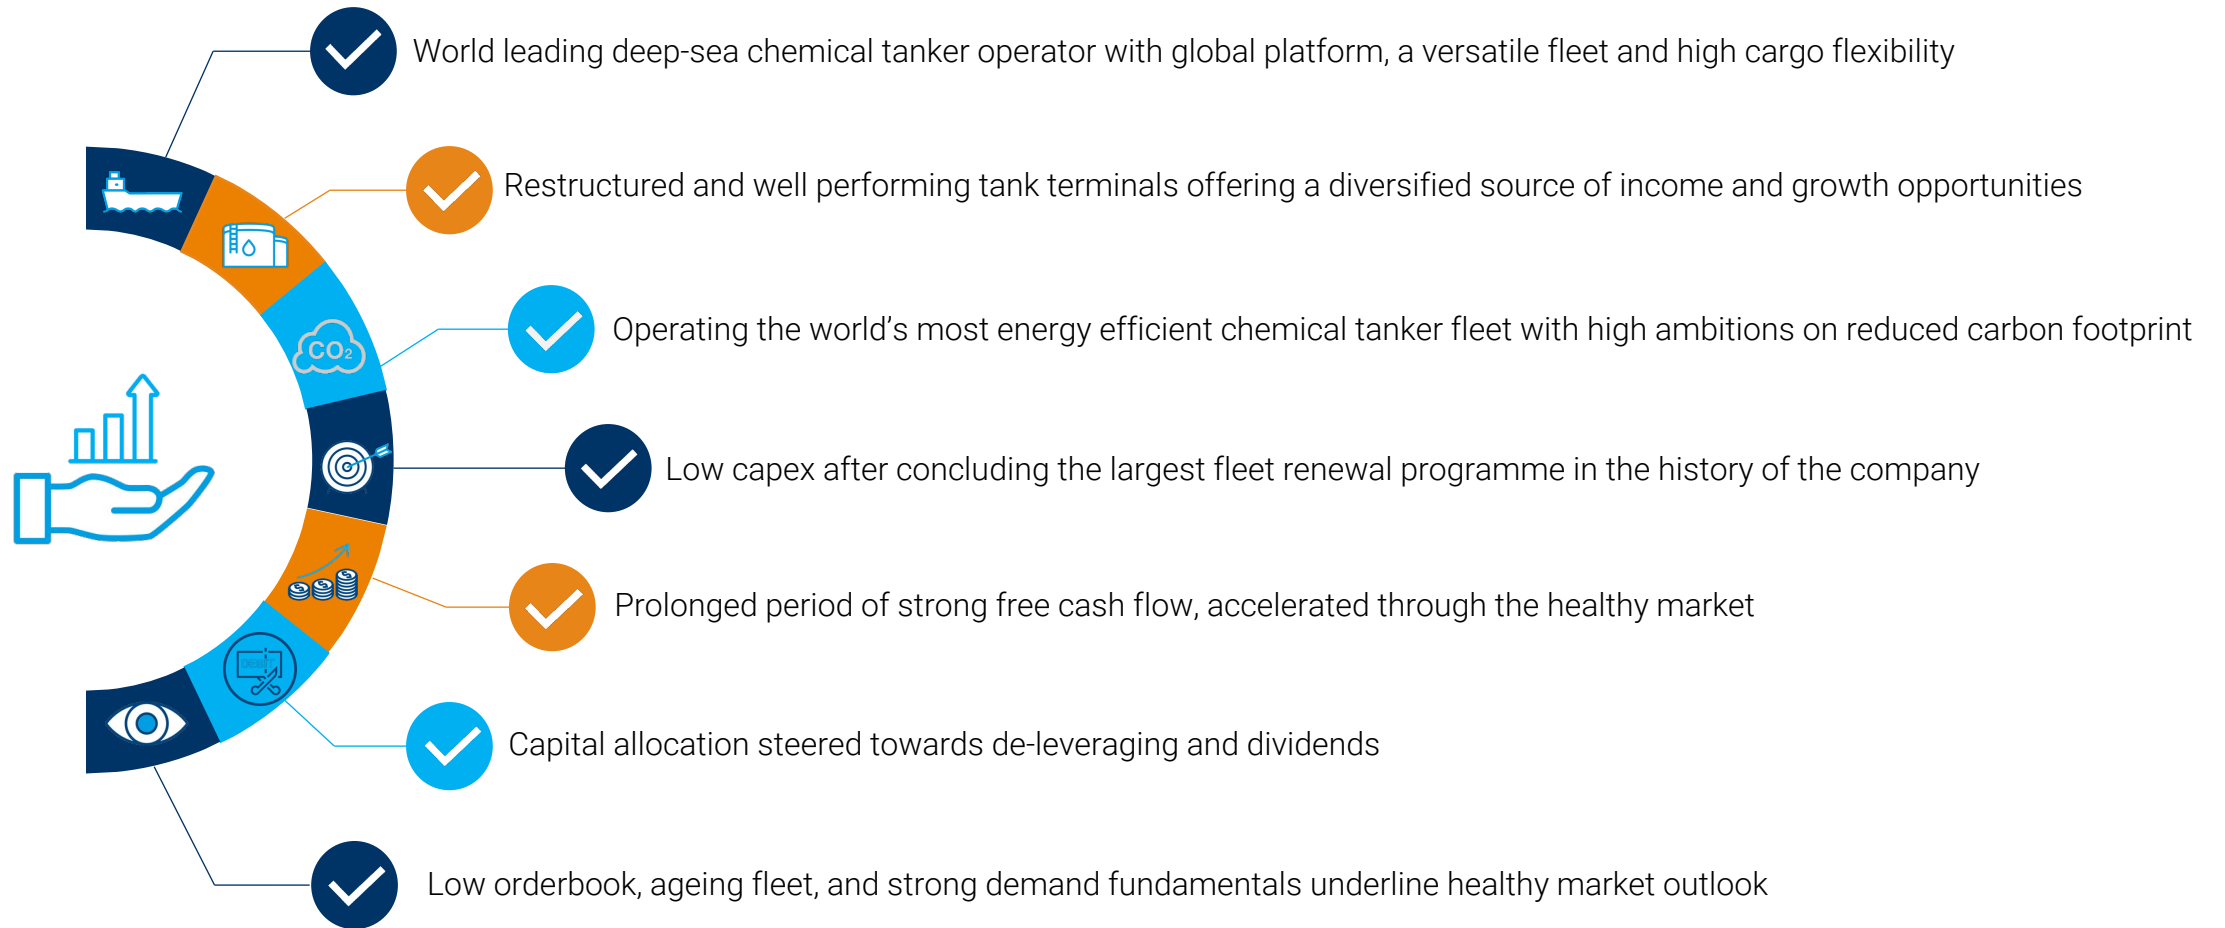 World leading deep-sea chemical tanker operator with global platform, a versatile fleet and high cargo flexibility
Restructured and well performing tank terminals offering a diversified source of income and growth opportunities
Operating the world’s most energy efficient chemical tanker fleet with high ambitions on reduced carbon footprint
CO₂
Low capex after concluding the largest fleet renewal programme in the history of the company
Prolonged period of strong free cash flow, accelerated through the healthy market
DEBT
Capital allocation steered towards de-leveraging and dividends
Low orderbook, ageing fleet, and strong demand fundamentals underline healthy market outlook